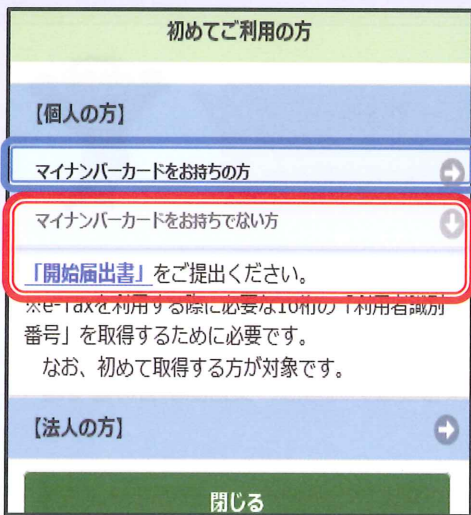 初めてご利用の方
【個人の方】
マイナンバーカードをお持ちの方
マイナンバーカードをお持ちでない方
「開始届出書」をご提出ください。
※e-Taxを利用する際に必要な16桁の「利用者識別
番号」を取得するために必要です。
なお、初めて取得する方が対象です。
【法人の方】
閉じる